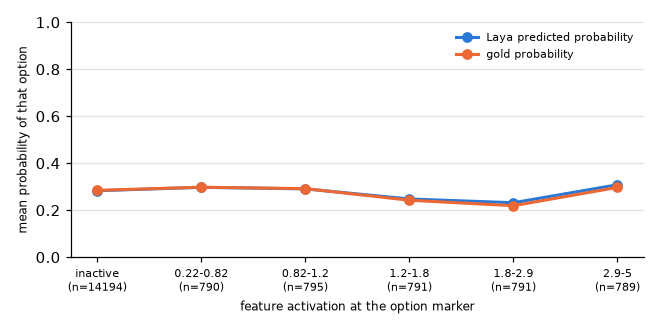 1.0
0.8
0.6
0.4
0.2
0.0
mean probability of that option
Laya predicted probability
gold probability
inactive
(n=14194)
0.22-0.82
(n=790)
0.82-1.2
(n=795)
1.2-1.8
(n=791)
1.8-2.9
(n=791)
2.9-5
(n=789)
feature activation at the option marker